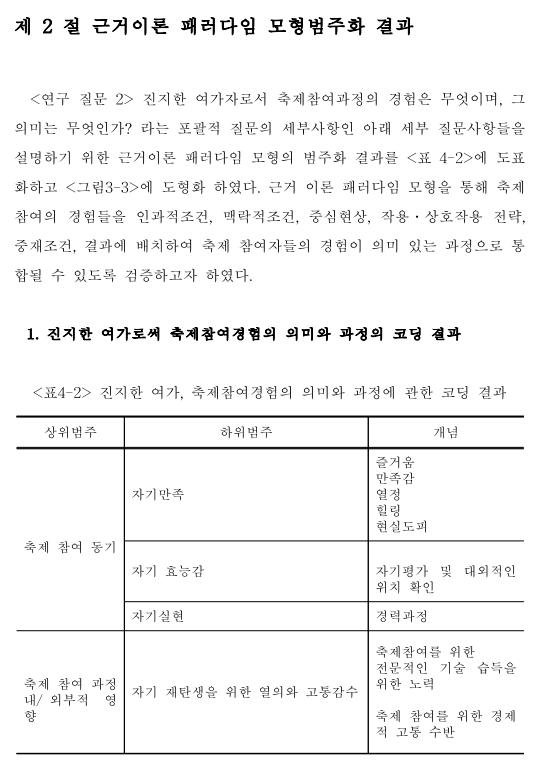 제 2 절 근거이론 패러다임 모형범주화 결과
<연구 질문 2> 진지한 여가자로서 축제참여과정의 경험은 무엇이며, 그
의미는 무엇인가? 라는 포괄적 질문의 세부사항인 아래 세부 질문사항들을
설명하기 위한 근거이론 패러다임 모형의 범주화 결과를 <표 4-2>에 도표
화하고 <그림3-3>에 도형화 하였다. 근거 이론 패러다임 모형을 통해 축제
참여의 경험들을 인과적조건, 맥락적조건, 중심현상, 작용·상호작용 전략,
중재조건, 결과에 배치하여 축제 참여자들의 경험이 의미 있는 과정으로 통
합될 수 있도록 검증하고자 하였다.
1. 진지한 여가로써 축제참여경험의 의미와 과정의 코딩 결과
<표4-2> 진지한 여가, 축제참여경험의 의미와 과정에 관한 코딩 결과
상위범주 하위범주 개념
축제 참여 동기
자기만족
즐거움
만족감
열정
힐링
현실도피
자기 효능감
자기평가 및 대외적인
위치 확인
자기실현 경력과정
축제 참여 과정
내/ 외부적 영
향
자기 재탄생을 위한 열의와 고통감수
축제참여를 위한
전문적인 기술 습득을
위한 노력
축제 참여를 위한 경제
적 고통 수반